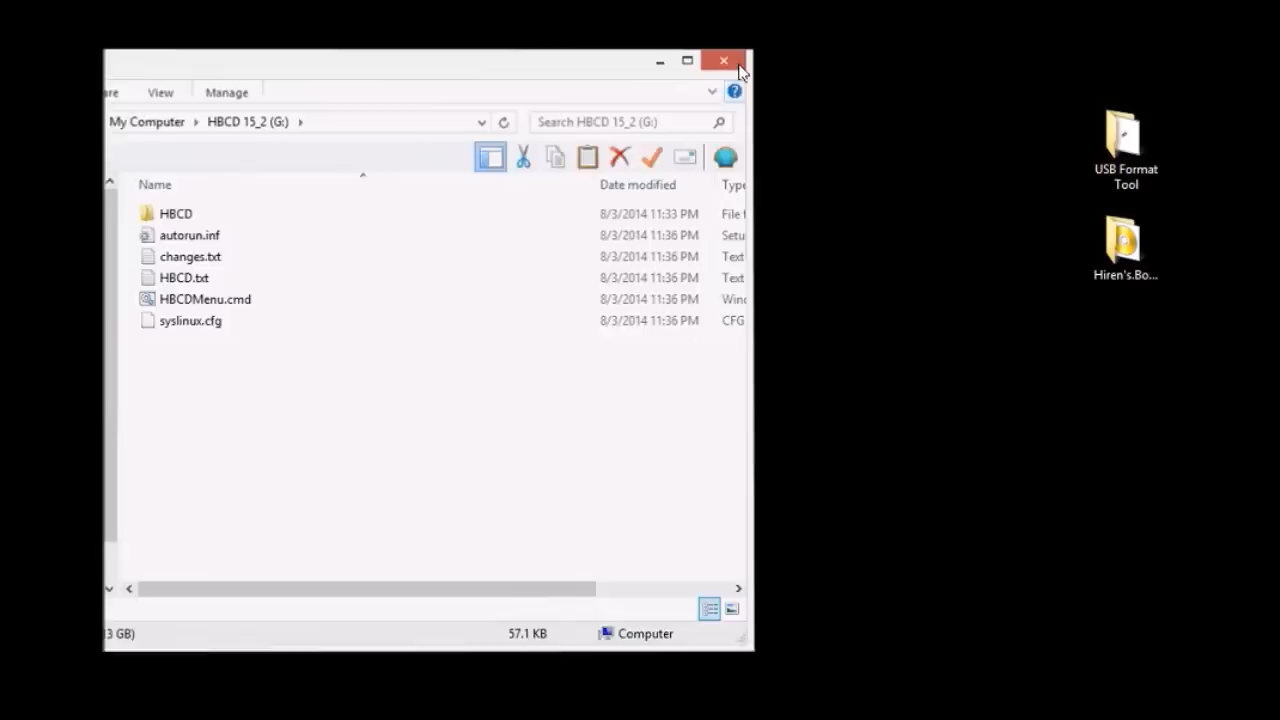 are View Manage
My Computer HBCD 15_2 (G:) Search HBCD 15_2 (G:)
Name Date modified Type
HBCD 8/3/2014 11:33 PM File f
autorun.inf 8/3/2014 11:36 PM Setu
changes.txt 8/3/2014 11:36 PM Text
HBCD.txt 8/3/2014 11:36 PM Text
HBCDMenu.cmd 8/3/2014 11:36 PM Wind
syslinux.cfg 8/3/2014 11:36 PM CFG
3 GB) 57.1 KB Computer
USB Format
Tool
Hiren's.Bo...